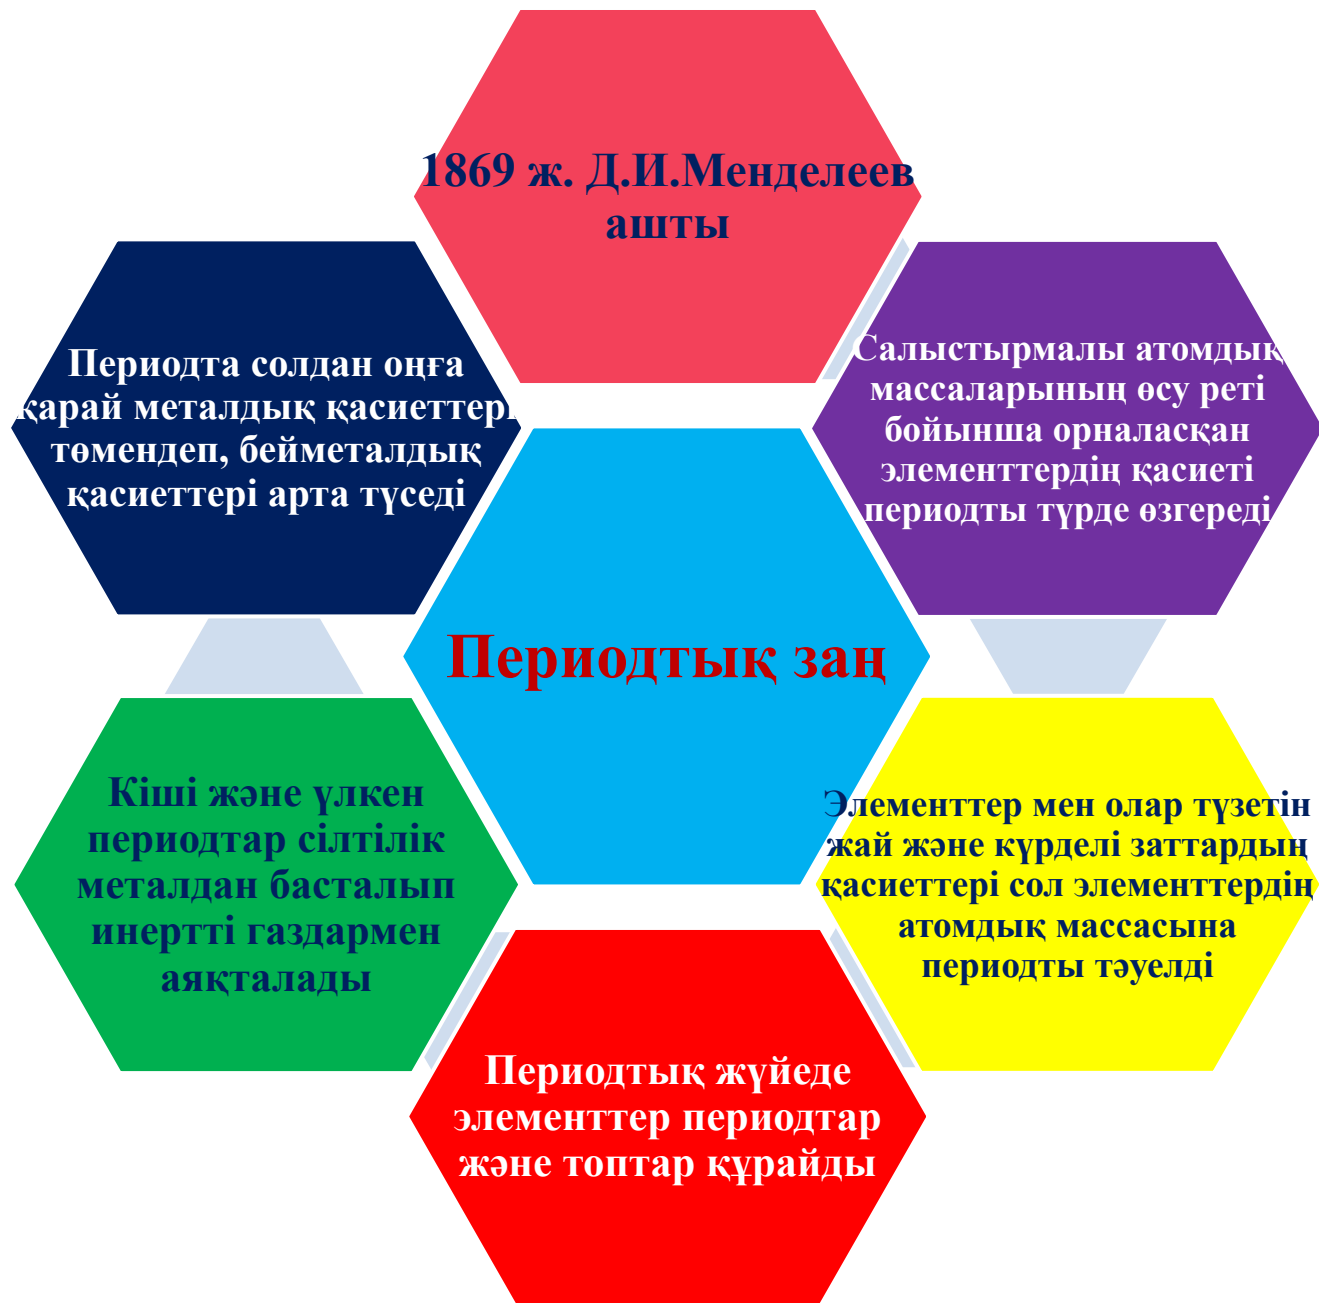 1869 ж. Д.И.Менделеев
ашты
Салыстырмалы атомдық
массаларының өсу реті
бойынша орналасқан
элементтердің қасиеті
периодты түрде өзгереді
Периодта солдан оңға
қарай металдық қасиеттері
төмендеп, бейметалдық
қасиеттері арта түседі
Периодтық заң
Кіші және үлкен
периодтар сілтілік
металдан басталып
инертті газдармен
аяқталады
Элементтер мен олар түзетін
жай және күрделі заттардың
қасиеттері сол элементтердің
атомдық массасына
периодты тәуелді
Периодтық жүйеде
элементтер периодтар
және топтар құрайды